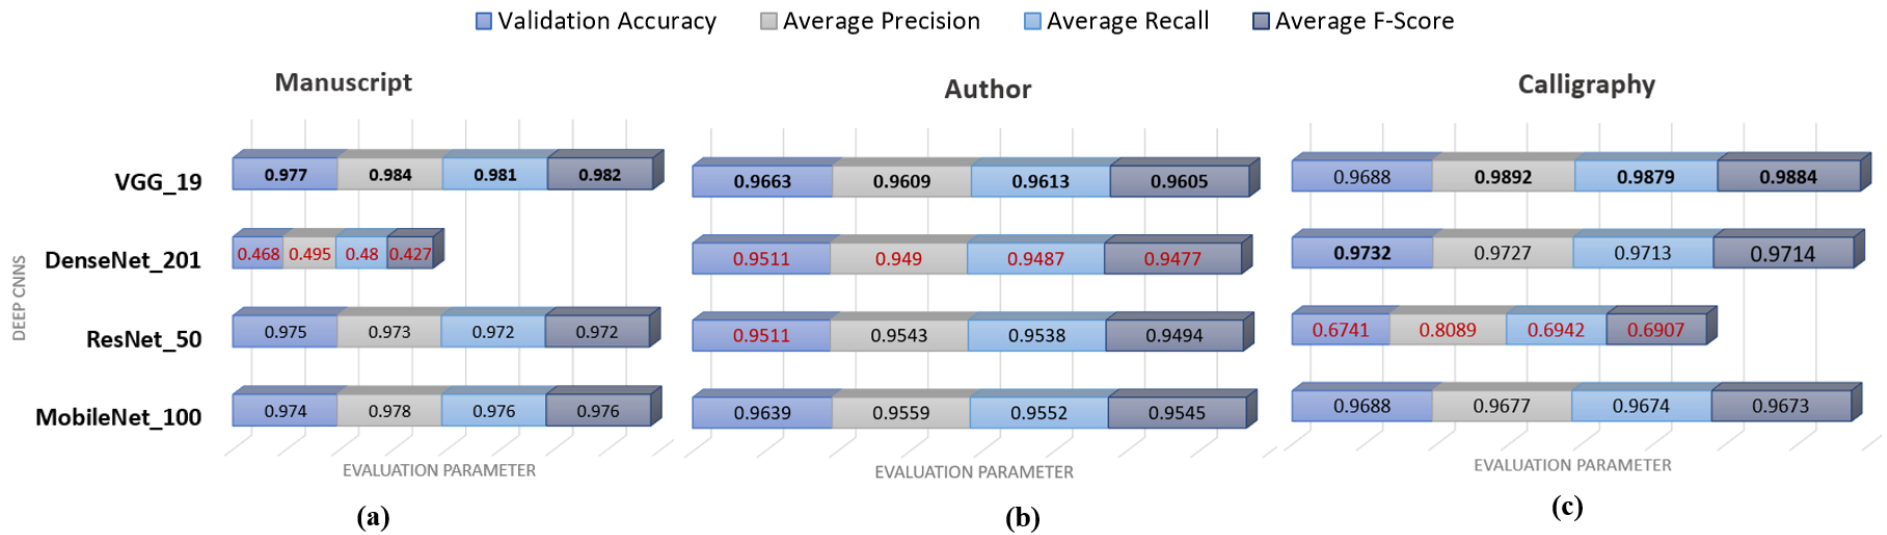 Validation Accuracy Average Precision Average Recall Average F-Score
Manuscript Author Calligraphy
VGG_19 0.977 0.984 0.981 0.982 0.9663 0.9609 0.9613 0.9605 0.9688 0.9892 0.9879 0.9884
DenseNet_201 0.468 0.495 0.48 0.427 0.9511 0.949 0.9487 0.9477 0.9732 0.9727 0.9713 0.9714
DEEP CNNS
ResNet_50 0.975 0.973 0.972 0.972 0.9511 0.9543 0.9538 0.9494 0.6741 0.8089 0.6942 0.6907
MobileNet_100 0.974 0.978 0.976 0.976 0.9639 0.9559 0.9552 0.9545 0.9688 0.9677 0.9674 0.9673
EVALUATION PARAMETER EVALUATION PARAMETER EVALUATION PARAMETER
(a) (b) (c)